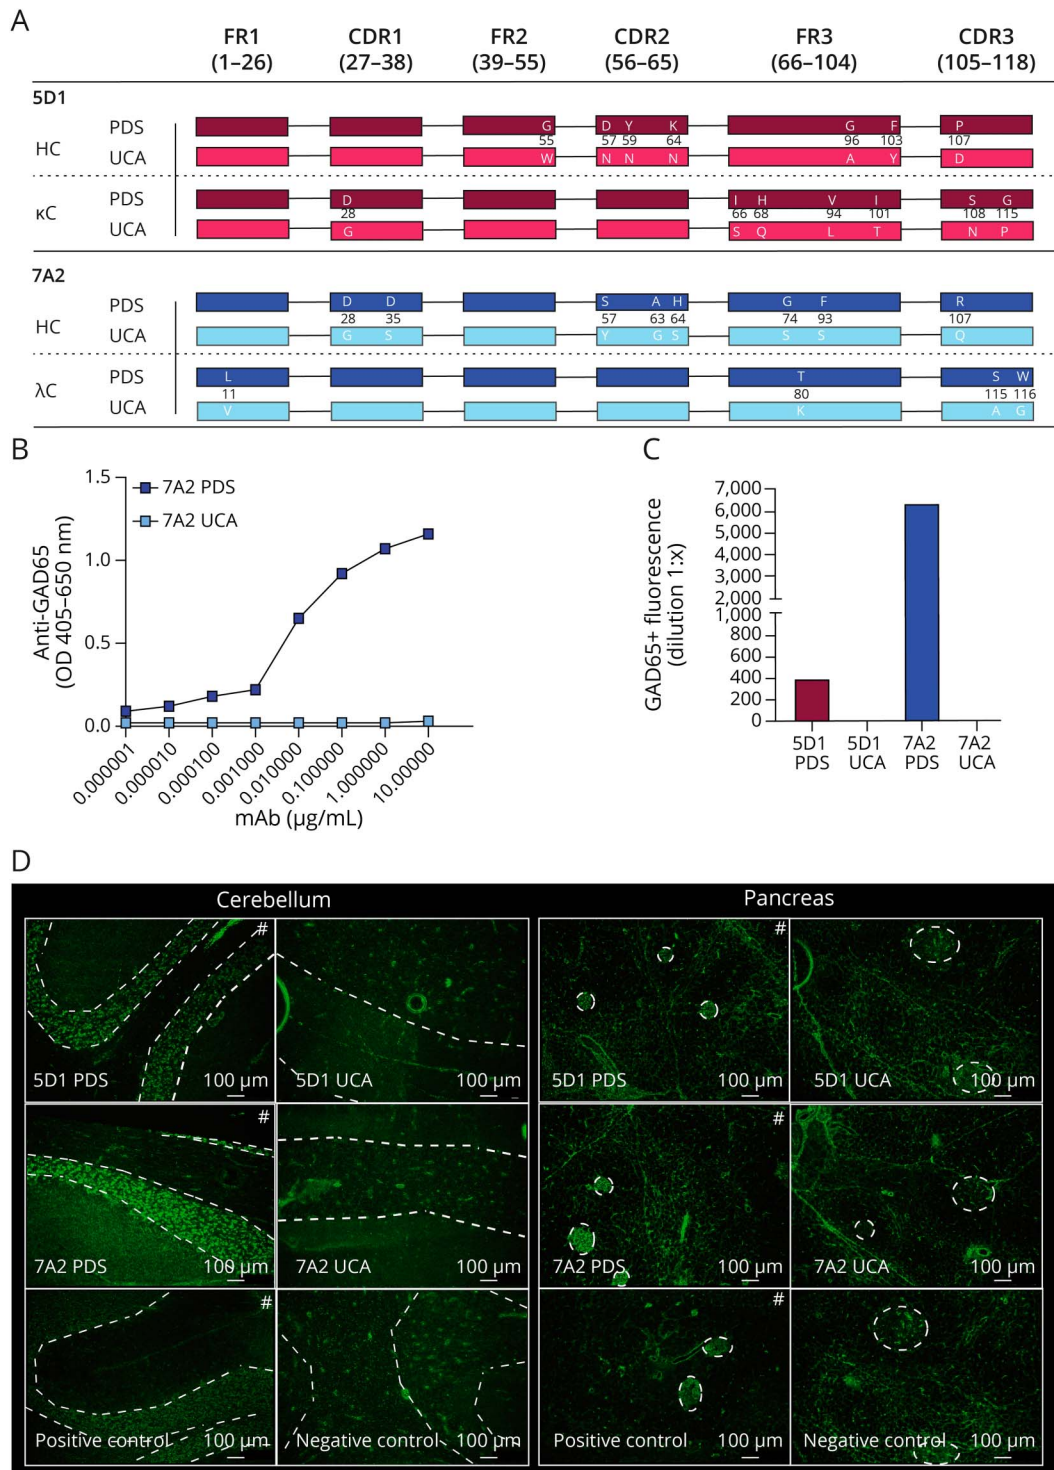 A
FR1 CDR1 FR2 CDR2 FR3 CDR3
(1–26) (27–38) (39–55) (56–65) (66–104) (105–118)
5D1
HC PDS G D Y K G F P
55 57 59 64 96 103 107
UCA W N N N A Y D
κC PDS D I H V I S G
28 66 68 94 101 108 115
UCA G S Q L T N P
7A2
HC PDS D D S A H G F R
28 35 57 63 64 74 93 107
UCA G S Y G S S S Q
λC PDS L T S W
11 80 115 116
UCA V K A G
B
Anti-GAD65
(OD 405–650 nm)
1.5
1.0
0.5
0.0
7A2 PDS
7A2 UCA
0.000001 0.000010 0.000100 0.001000 0.010000 0.100000 1.000000 10.000000
mAb (µg/mL)
C
GAD65+ fluorescence
(dilution 1:x)
7,000
6,000
5,000
4,000
3,000
2,000
1,000
800
600
400
200
0
5D1 5D1 7A2 7A2
PDS UCA PDS UCA
D
Cerebellum Pancreas
# #
5D1 PDS 100 µm 5D1 UCA 100 µm 5D1 PDS 100 µm 5D1 UCA 100 µm
# #
7A2 PDS 100 µm 7A2 UCA 100 µm 7A2 PDS 100 µm 7A2 UCA 100 µm
# #
Positive control 100 µm Negative control 100 µm Positive control 100 µm Negative control 100 µm